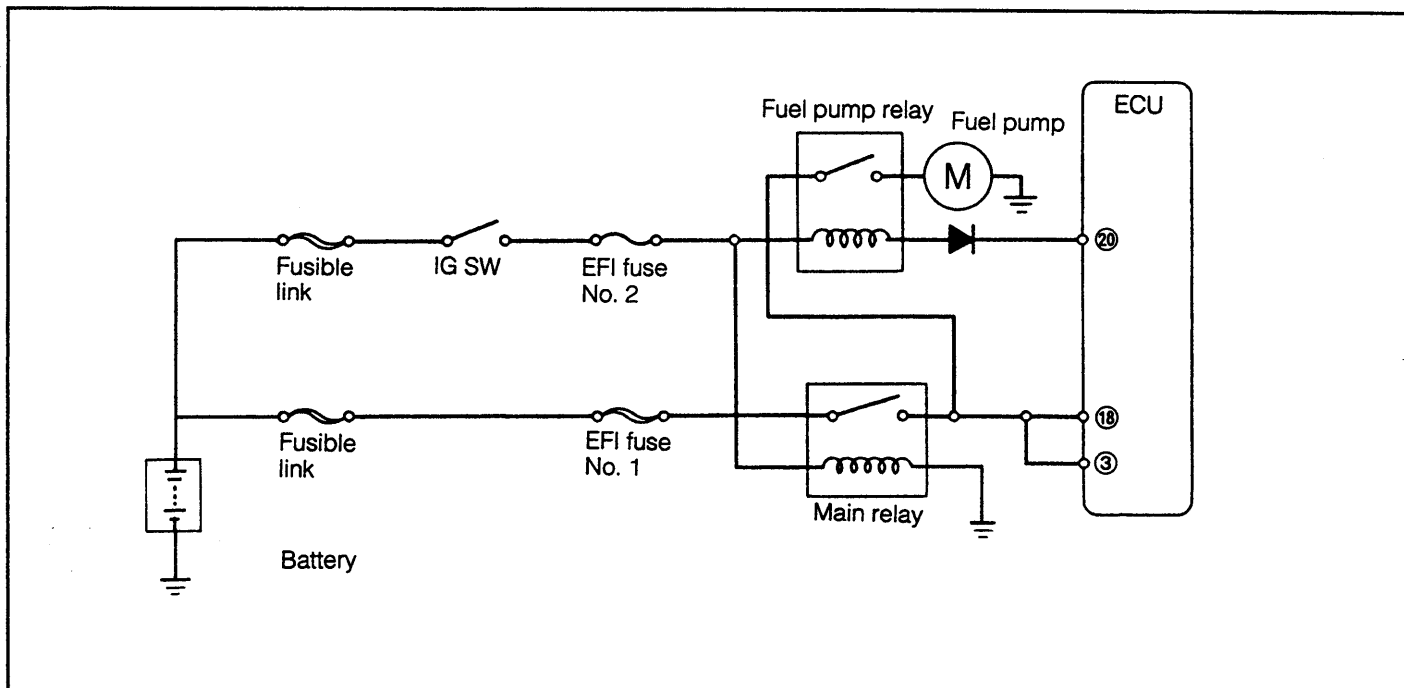 ECU
Fuel pump relay
Fuel pump
M
20
Fusible
link
IG SW
EFI fuse
No. 2
18
3
Fusible
link
EFI fuse
No. 1
Main relay
Battery